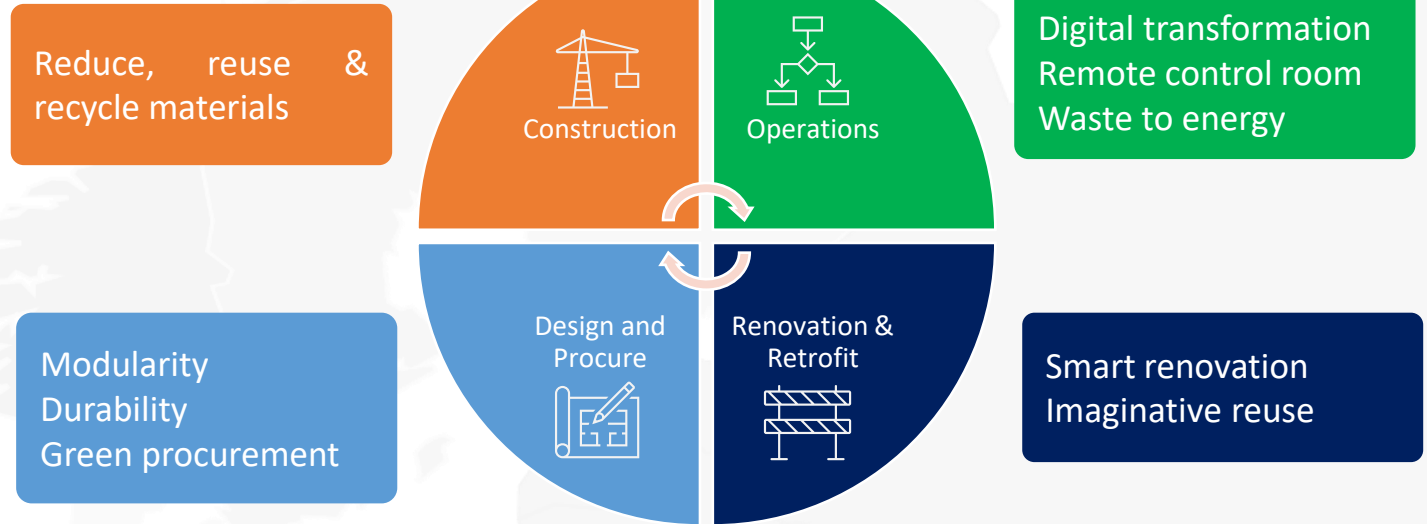 Reduce, reuse &
recycle materials
Construction
Operations
Digital transformation
Remote control room
Waste to energy
Modularity
Durability
Green procurement
Design and
Procure
Renovation &
Retrofit
Smart renovation
Imaginative reuse